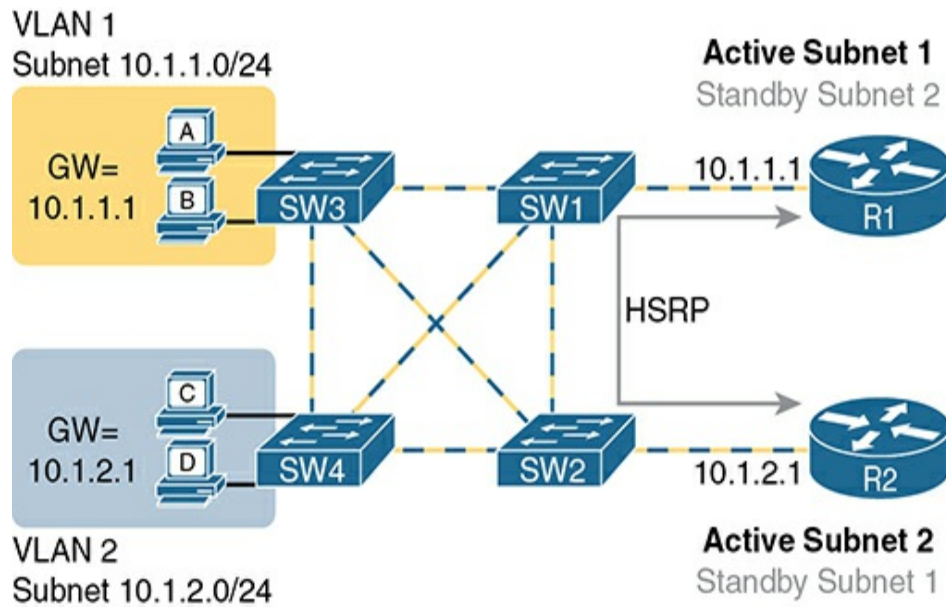 VLAN 1
Subnet 10.1.1.0/24
Active Subnet 1
Standby Subnet 2
GW=
10.1.1.1
A
B
SW3
SW1
10.1.1.1
R1
HSRP
GW=
10.1.2.1
C
D
SW4
SW2
10.1.2.1
R2
VLAN 2
Subnet 10.1.2.0/24
Active Subnet 2
Standby Subnet 1